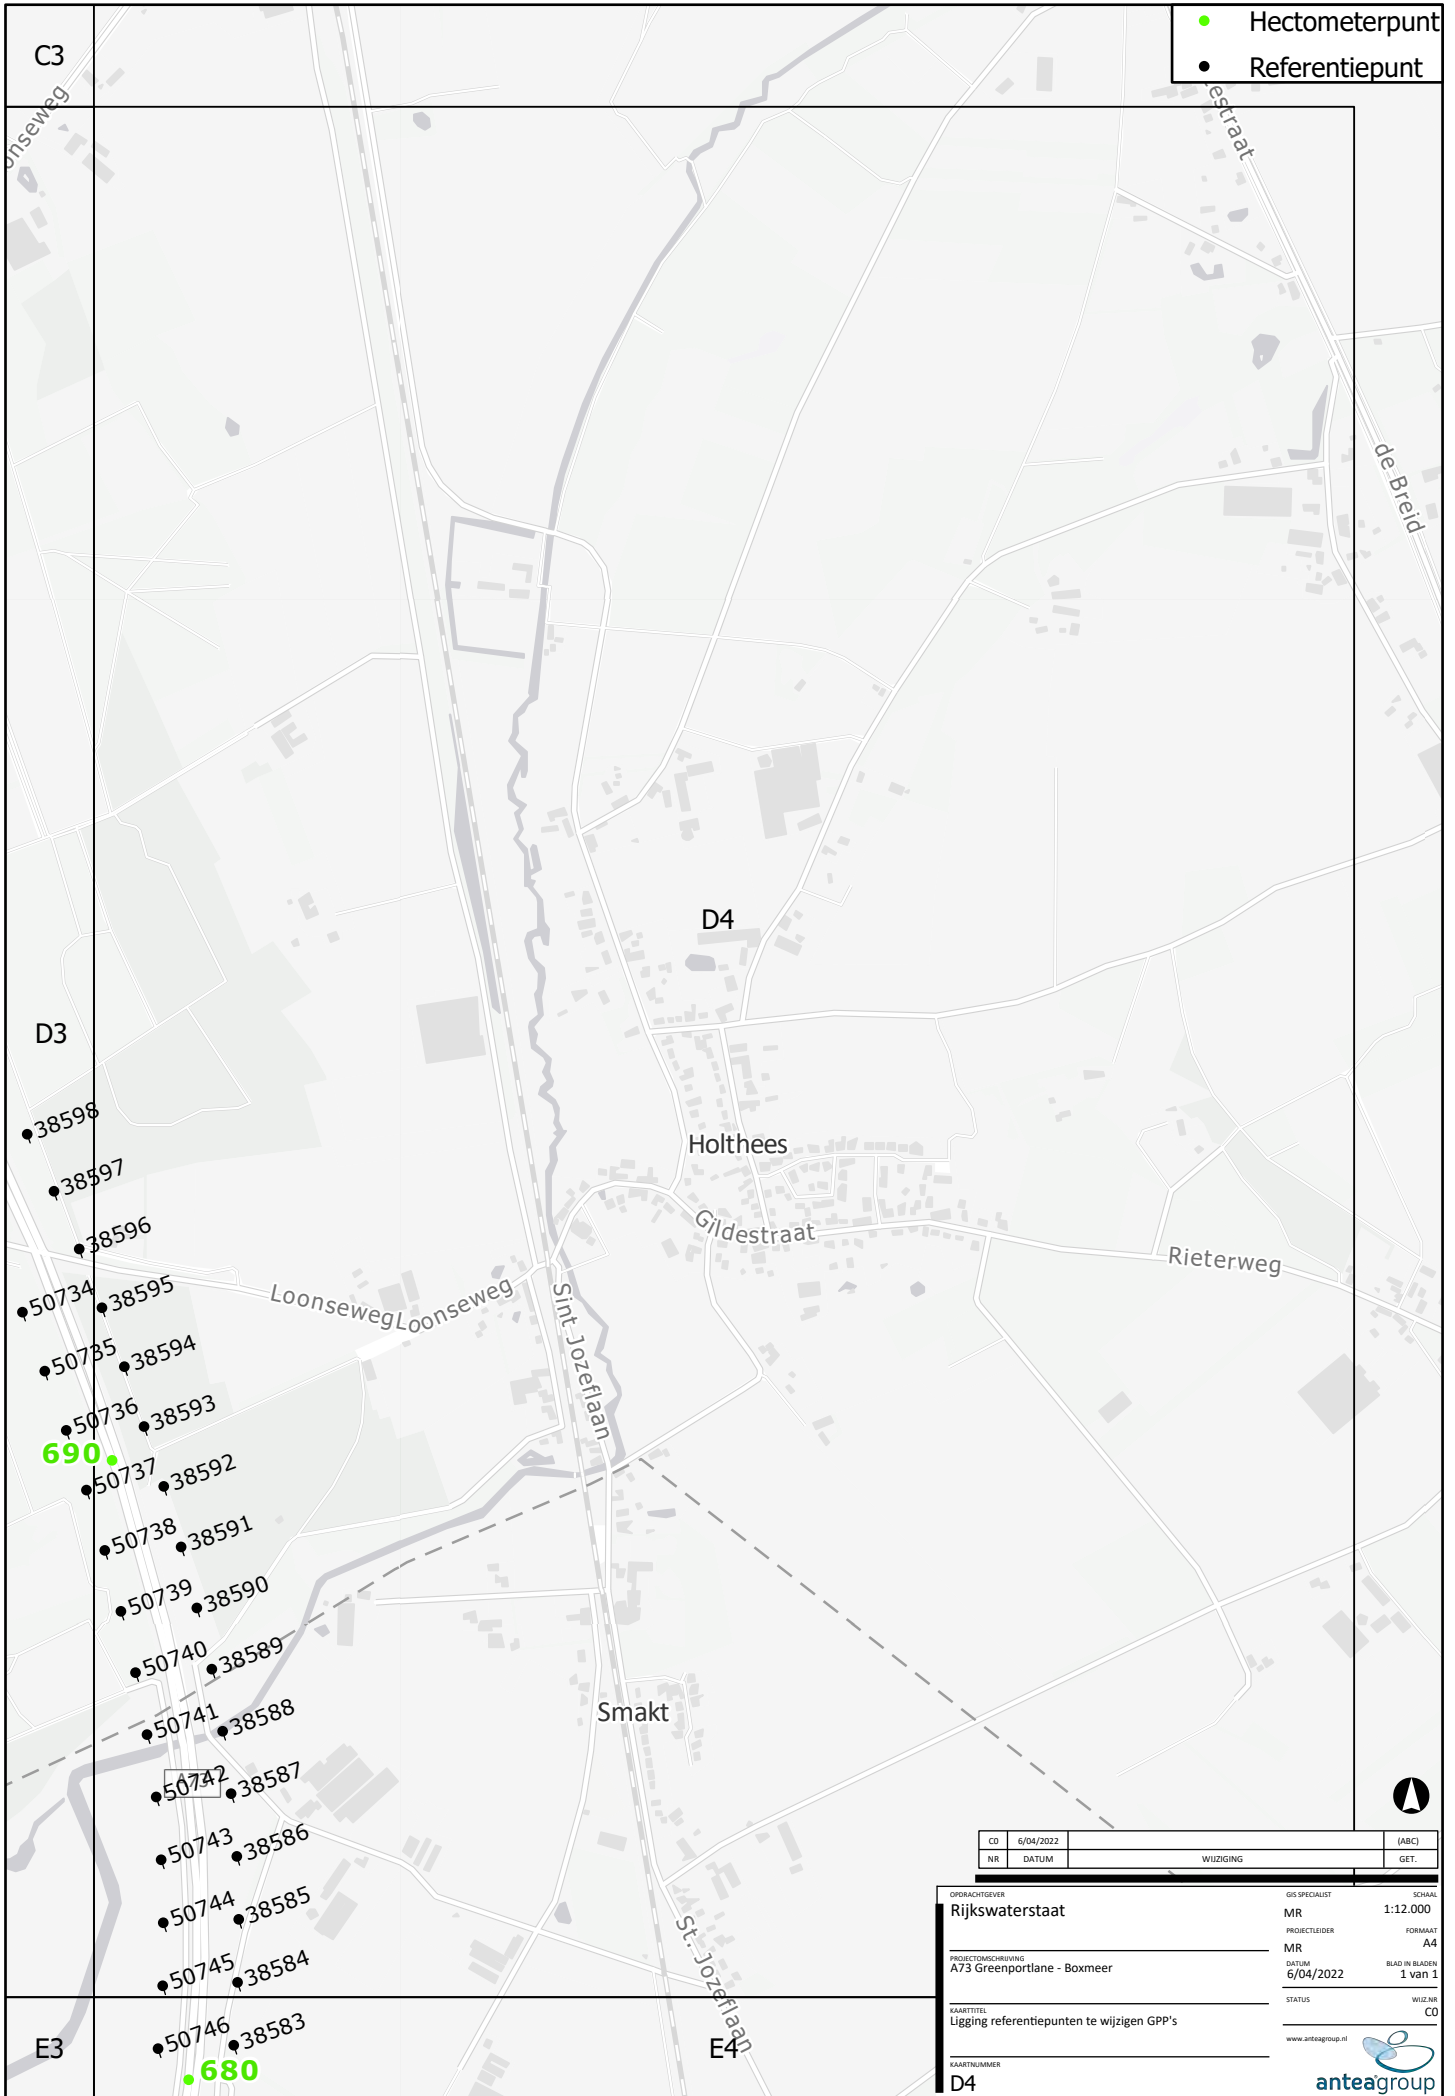 Hectometerpunt
Referentiepunt
C3
onseweg
estraat
de Breid
D4
D3
38598
38597
Holthees
38596
Gildestraat
Rieterweg
50734
38595
Loonseweg
Loonseweg
Sint Jozeflaan
50735
38594
50736
38593
690
50737
38592
50738
38591
50739
38590
50740
38589
50741
38588
Smakt
A73
50742
38587
50743
38586
50744
38585
50745
38584
St. Jozeflaan
50746
38583
E3
680
E4
C0 6/04/2022 (ABC)
NR DATUM WIJZIGING GET.
OPDRACHTGEVER
Rijkswaterstaat
GIS SPECIALIST SCHAAL
MR 1:12.000
PROJECTLEIDER FORMAAT
MR A4
PROJECTOMSCHRIJVING
A73 Greenportlane - Boxmeer
DATUM BLAD IN BLADEN
6/04/2022 1 van 1
STATUS WIJZ.NR
C0
KAARTTITEL
Ligging referentiepunten te wijzigen GPP's
www.anteagroup.nl
KAARTNUMMER
D4
anteagroup